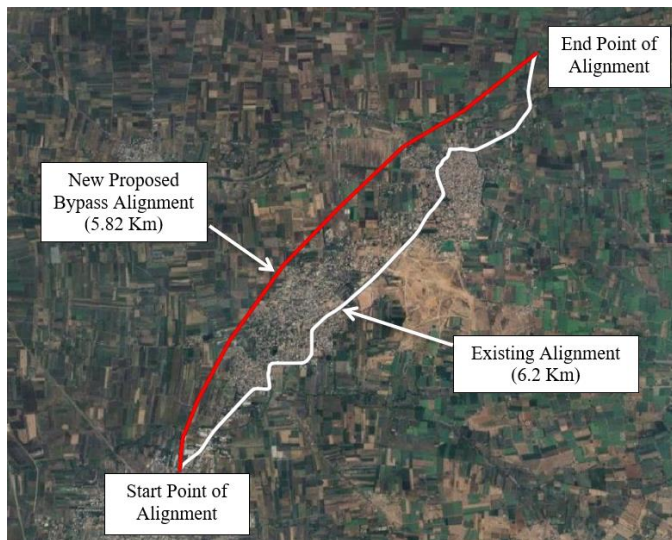 End Point of
Alignment
New Proposed
Bypass Alignment
(5.82 Km)
Existing Alignment
(6.2 Km)
Start Point of
Alignment